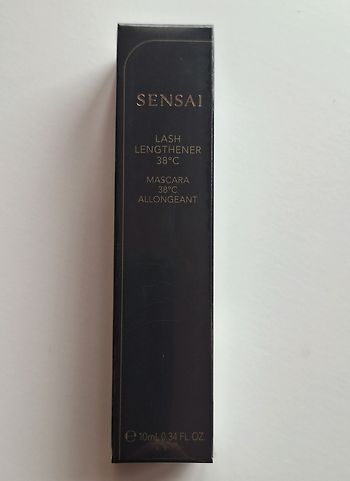 SENSAI
LASH
LENGTHENER
38°C
MASCARA
38°C
ALLONGEANT
℮ 10mL 0.34 FL.OZ.